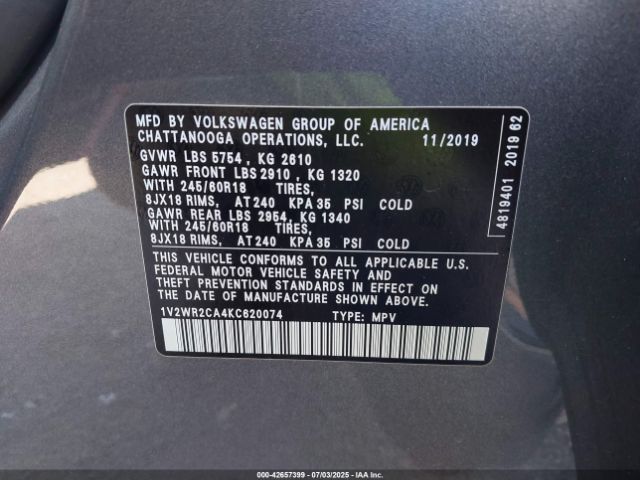 MFD BY VOLKSWAGEN GROUP OF AMERICA
CHATTANOOGA OPERATIONS, LLC. 11/2019
GVWR LBS 5754 , KG 2610
GAWR FRONT LBS 2910 , KG 1320
WITH 245/60R18 TIRES,
8JX18 RIMS, AT 240 KPA 35 PSI COLD
GAWR REAR LBS 2954, KG 1340
WITH 245/60R18 TIRES,
8JX18 RIMS, AT 240 KPA 35 PSI COLD
THIS VEHICLE CONFORMS TO ALL APPLICABLE U.S.
FEDERAL MOTOR VEHICLE SAFETY AND
THEFT PREVENTION STANDARDS IN EFFECT ON
THE DATE OF MANUFACTURE SHOWN ABOVE.
1V2WR2CA4KC620074 TYPE: MPV
4819401 2019 62
000-42657399 - 07/03/2025 - IAAI.com